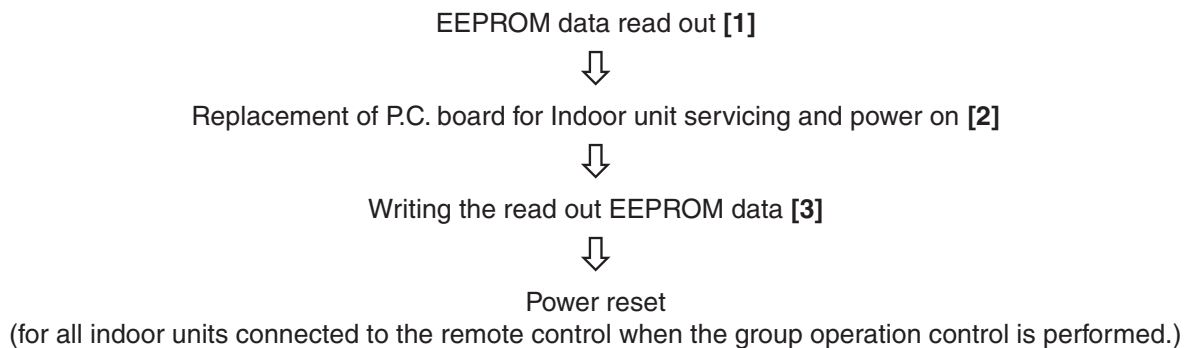 EEPROM data read out [1]
Replacement of P.C. board for Indoor unit servicing and power on [2]
Writing the read out EEPROM data [3]
Power reset
(for all indoor units connected to the remote control when the group operation control is performed.)